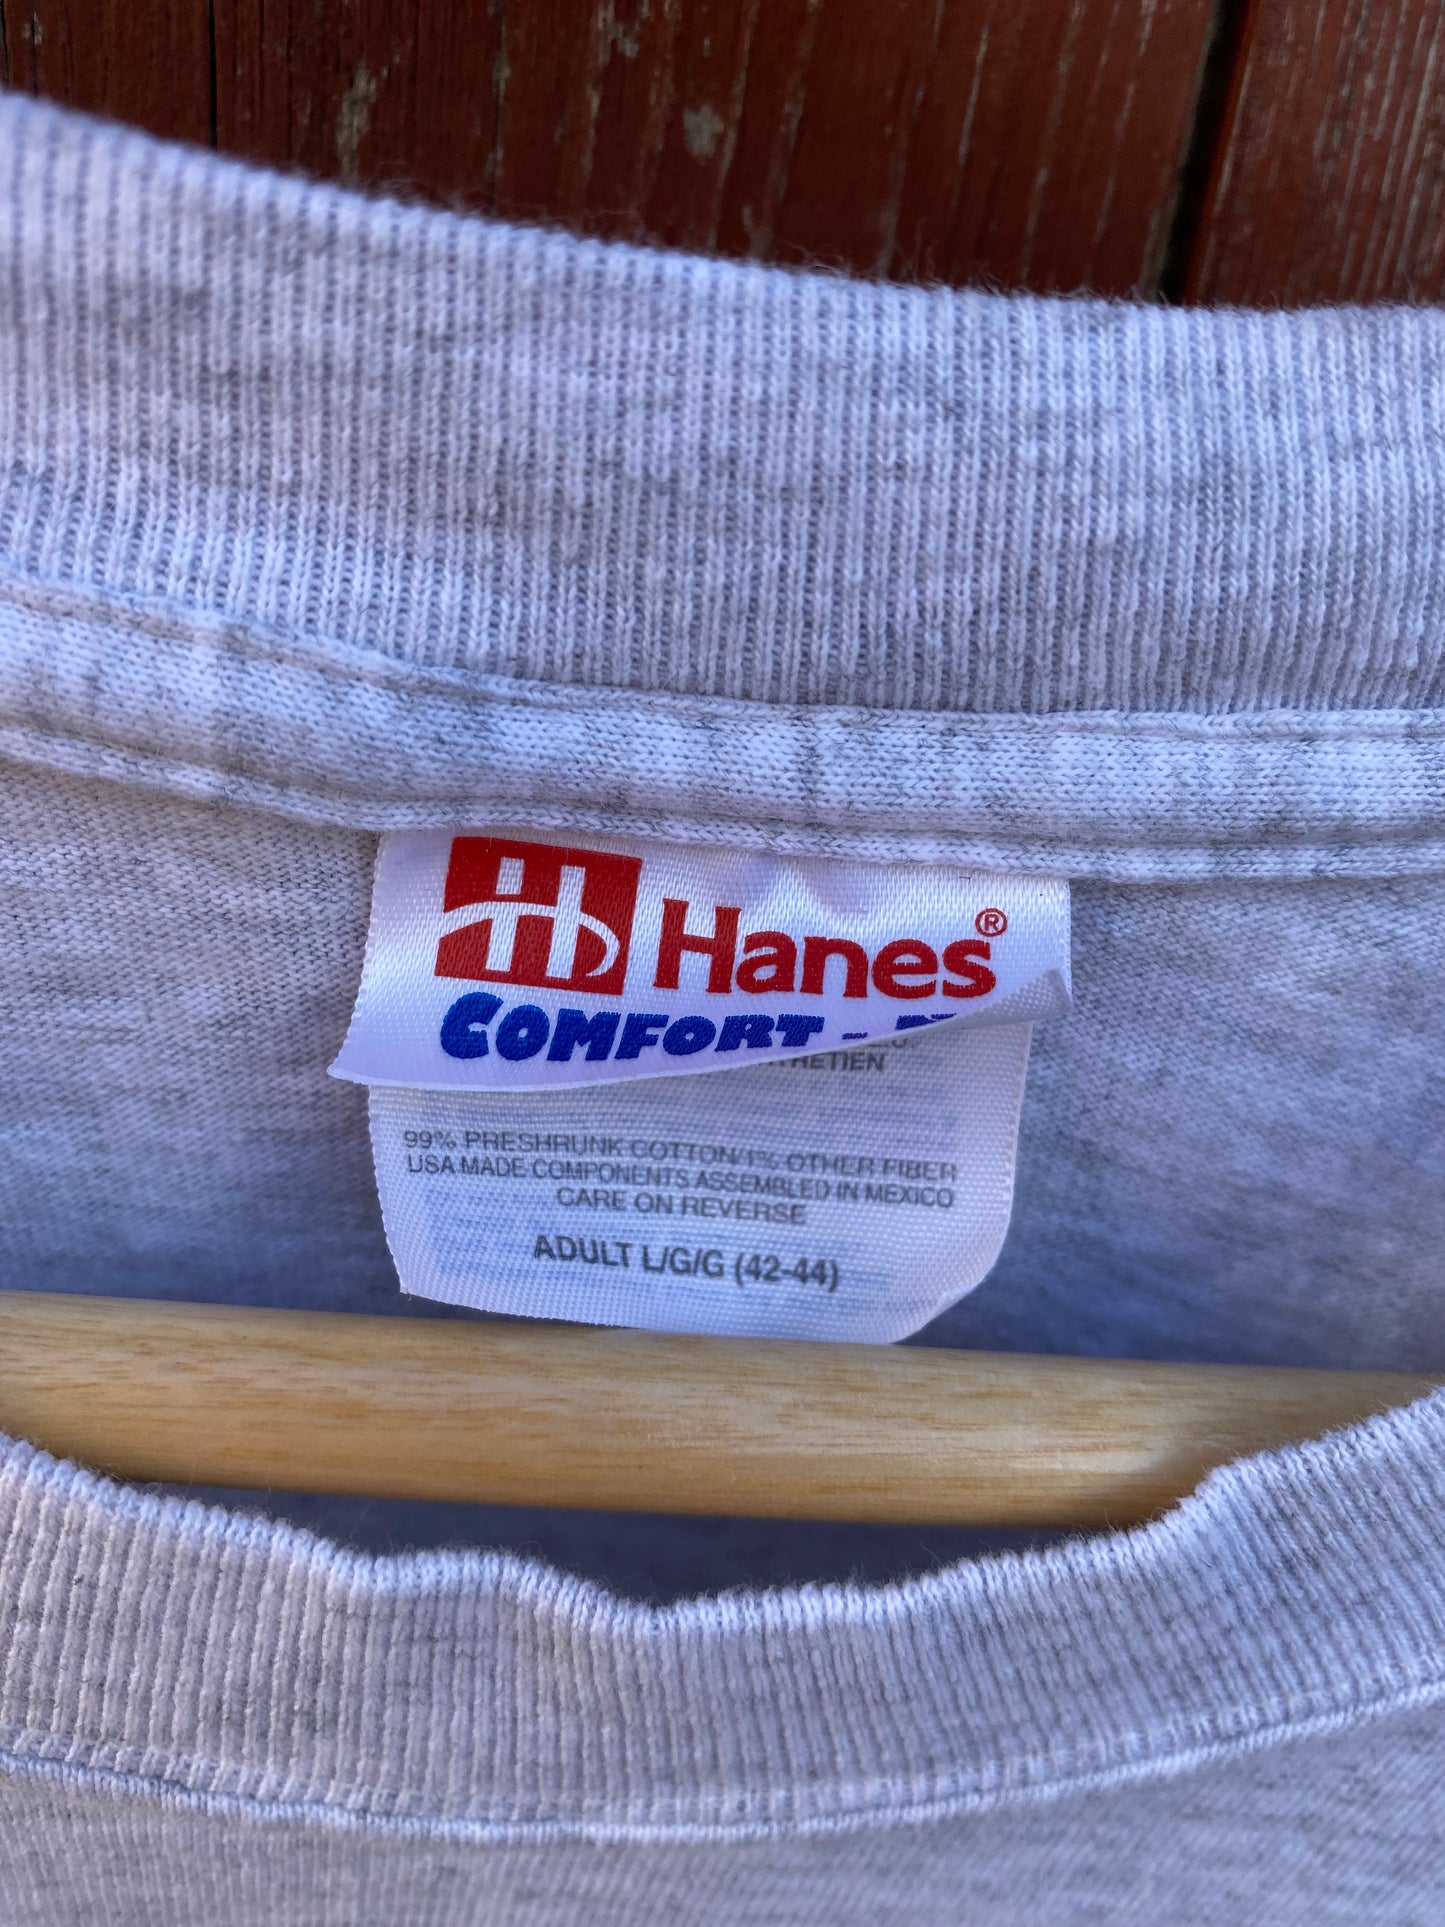 Hanes®
COMFORT -
99% PRESHRUNK COTTON/1% OTHER FIBER
USA MADE COMPONENTS ASSEMBLED IN MEXICO
CARE ON REVERSE
ADULT L/G/G (42-44)